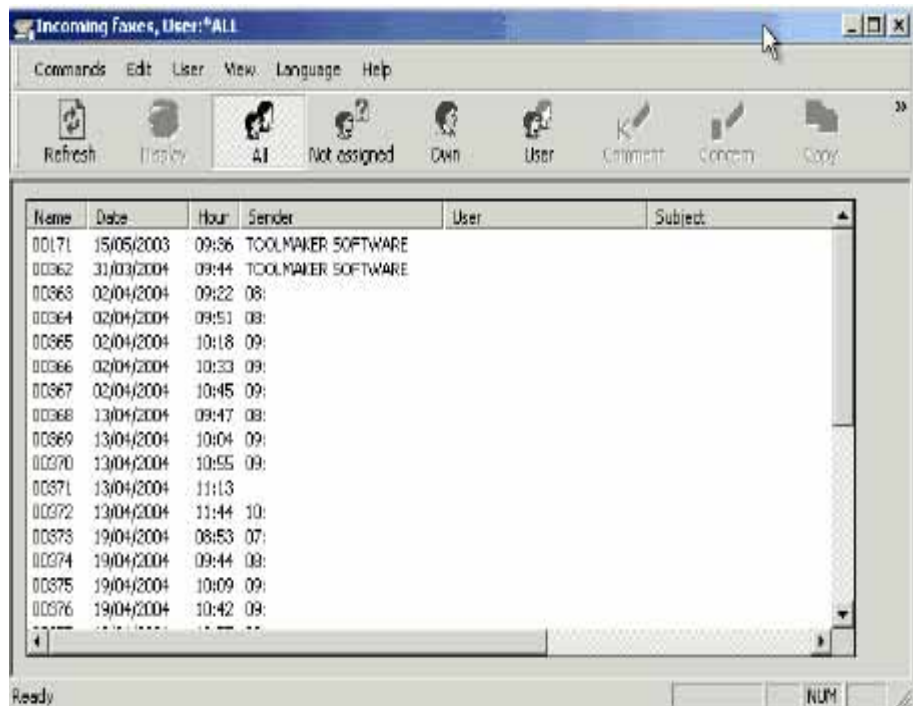 Incoming Faxes, User:*ALL
Commands Edit User View Language Help
Refresh Display All Not assigned Own User Comment Concern Copy
Name Date Hour Sender User Subject
00171 15/05/2003 09:36 TOOLMAKER SOFTWARE
00362 31/03/2004 09:44 TOOLMAKER SOFTWARE
00363 02/04/2004 09:22 08:
00364 02/04/2004 09:51 08:
00365 02/04/2004 10:18 09:
00366 02/04/2004 10:33 09:
00367 02/04/2004 10:45 09:
00368 13/04/2004 09:47 08:
00369 13/04/2004 10:04 09:
00370 13/04/2004 10:55 09:
00371 13/04/2004 11:13
00372 13/04/2004 11:44 10:
00373 19/04/2004 08:53 07:
00374 19/04/2004 09:44 08:
00375 19/04/2004 10:09 09:
00376 19/04/2004 10:42 09:
Ready NUM